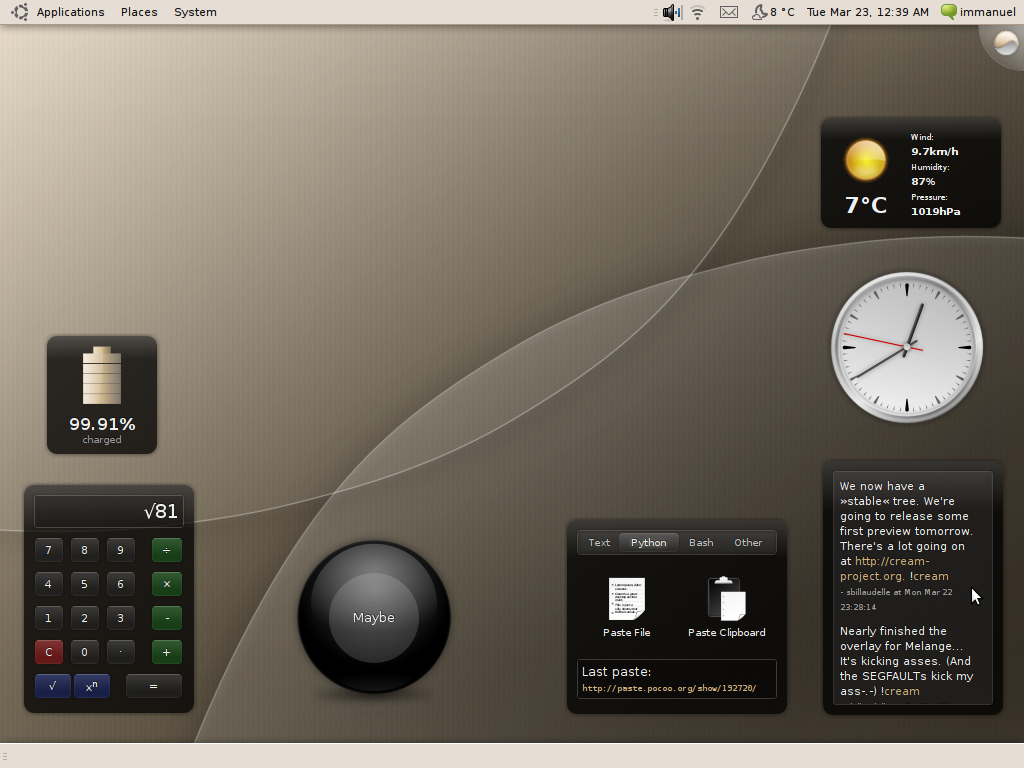 Applications Places System
8 °C Tue Mar 23, 12:39 AM immanuel
Wind:
9.7km/h
Humidity:
87%
Pressure:
1019hPa
7°C
99.91%
charged
√81
7 8 9 ÷
4 5 6 ×
1 2 3 -
C 0 · +
√ xⁿ =
Maybe
Text Python Bash Other
Paste File Paste Clipboard
Last paste:
http://paste.pocoo.org/show/192720/
We now have a
»stable« tree. We're
going to release some
first preview tomorrow.
There's a lot going on
at http://cream-
project.org. !cream
- sbillaudelle at Mon Mar 22
23:28:14
Nearly finished the
overlay for Melange...
It's kicking asses. (And
the SEGFAULTs kick my
ass-.-) !cream